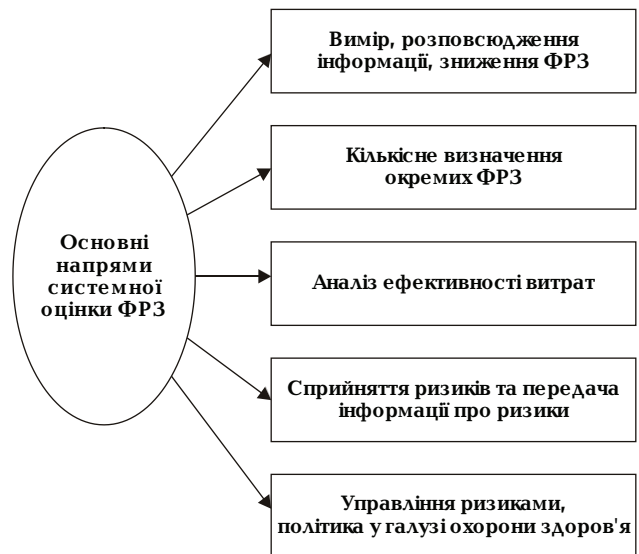 Вимір, розповсюдження
інформації, зниження ФРЗ
Кількісне визначення
окремих ФРЗ
Основні
напрями
системної
оцінки ФРЗ
Аналіз ефективності витрат
Сприйняття ризиків та передача
інформації про ризики
Управління ризиками,
політика у галузі охорони здоров'я